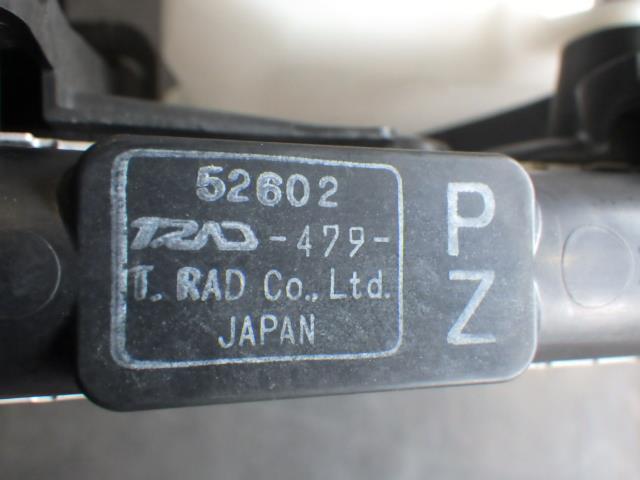 52602
TRAD -479-
T. RAD Co., Ltd.
JAPAN
P
Z